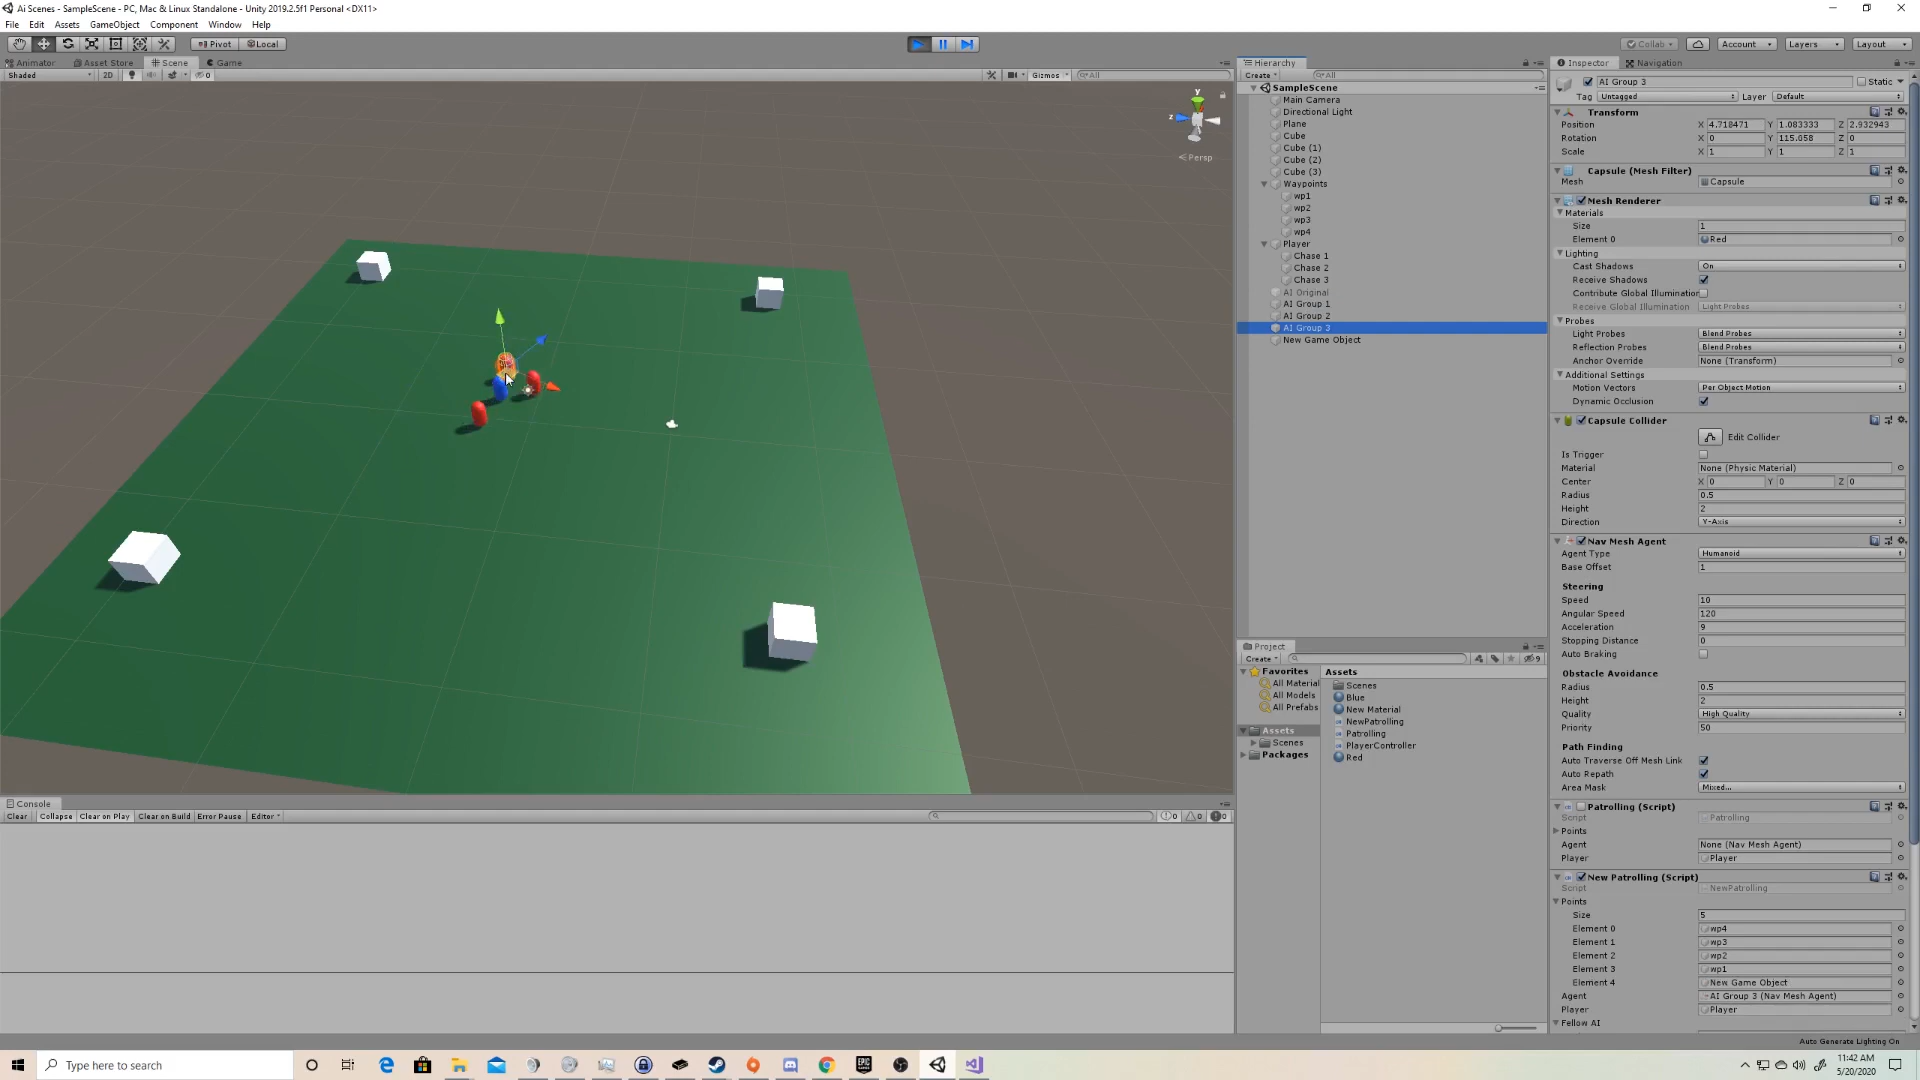 Ai Scenes - SampleScene - PC, Mac & Linux Standalone - Unity 2019.2.5f1 Personal <DX11>
File Edit Assets GameObject Component Window Help
Pivot Local
Collab Account Layers Layout
Animator Asset Store Scene Game
Shaded 2D 0 Gizmos All
y
z
Persp
Hierarchy
Create All
SampleScene
Main Camera
Directional Light
Plane
Cube
Cube (1)
Cube (2)
Cube (3)
Waypoints
wp1
wp2
wp3
wp4
Player
Chase 1
Chase 2
Chase 3
AI Original
AI Group 1
AI Group 2
AI Group 3
New Game Object
Project
Create 9
Favorites
All Material
All Models
All Prefabs
Assets
Scenes
Packages
Assets
Scenes
Blue
New Material
NewPatrolling
Patrolling
PlayerController
Red
Inspector Navigation
AI Group 3 Static
Tag Untagged Layer Default
Transform
Position X 4.718471 Y 1.083333 Z 2.932943
Rotation X 0 Y 115.058 Z 0
Scale X 1 Y 1 Z 1
Capsule (Mesh Filter)
Mesh Capsule
Mesh Renderer
Materials
Size 1
Element 0 Red
Lighting
Cast Shadows On
Receive Shadows
Contribute Global Illumination
Receive Global Illumination Light Probes
Probes
Light Probes Blend Probes
Reflection Probes Blend Probes
Anchor Override None (Transform)
Additional Settings
Motion Vectors Per Object Motion
Dynamic Occlusion
Capsule Collider
Edit Collider
Is Trigger
Material None (Physic Material)
Center X 0 Y 0 Z 0
Radius 0.5
Height 2
Direction Y-Axis
Nav Mesh Agent
Agent Type Humanoid
Base Offset 1
Steering
Speed 10
Angular Speed 120
Acceleration 9
Stopping Distance 0
Auto Braking
Obstacle Avoidance
Radius 0.5
Height 2
Quality High Quality
Priority 50
Path Finding
Auto Traverse Off Mesh Link
Auto Repath
Area Mask Mixed...
Patrolling (Script)
Script Patrolling
Points
Agent None (Nav Mesh Agent)
Player Player
New Patrolling (Script)
Script NewPatrolling
Points
Size 5
Element 0 wp4
Element 1 wp3
Element 2 wp2
Element 3 wp1
Element 4 New Game Object
Agent AI Group 3 (Nav Mesh Agent)
Player Player
Fellow AI
Auto Generate Lighting On
Console
Clear Collapse Clear on Play Clear on Build Error Pause Editor 0 0 0
Type here to search
11:42 AM
5/20/2020